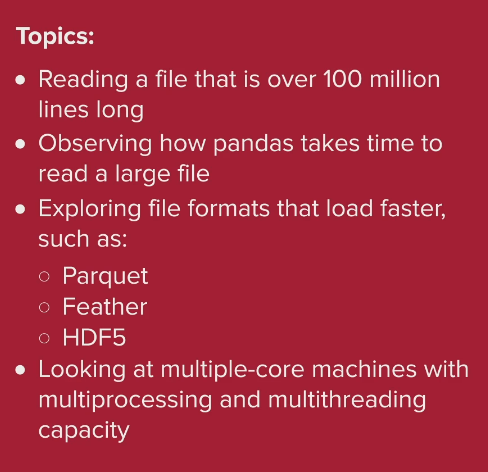 Topics:
• Reading a file that is over 100 million
lines long
• Observing how pandas takes time to
read a large file
• Exploring file formats that load faster,
such as:
○ Parquet
○ Feather
○ HDF5
• Looking at multiple-core machines with
multiprocessing and multithreading
capacity